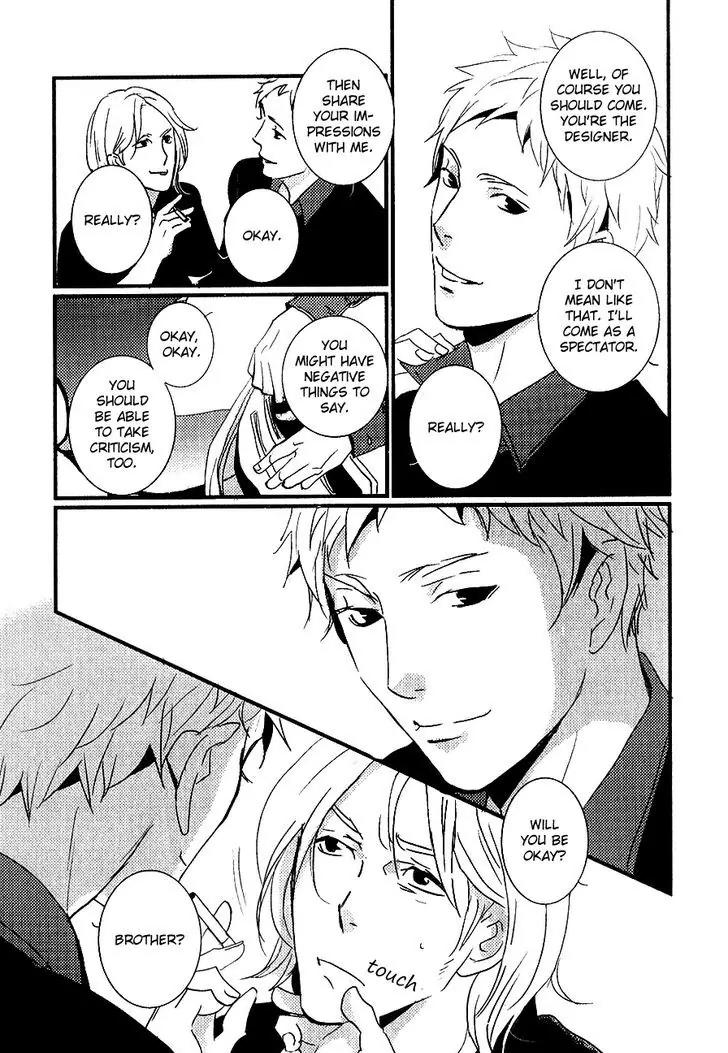 WELL, OF
COURSE YOU
SHOULD COME.
YOU'RE THE
DESIGNER.
I DON'T
MEAN LIKE
THAT. I'LL
COME AS A
SPECTATOR.
REALLY?
THEN
SHARE
YOUR IM-
PRESSIONS
WITH ME.
REALLY?
OKAY.
YOU
MIGHT HAVE
NEGATIVE
THINGS TO
SAY.
OKAY,
OKAY.
YOU
SHOULD
BE ABLE
TO TAKE
CRITICISM,
TOO.
WILL
YOU BE
OKAY?
BROTHER?
touch